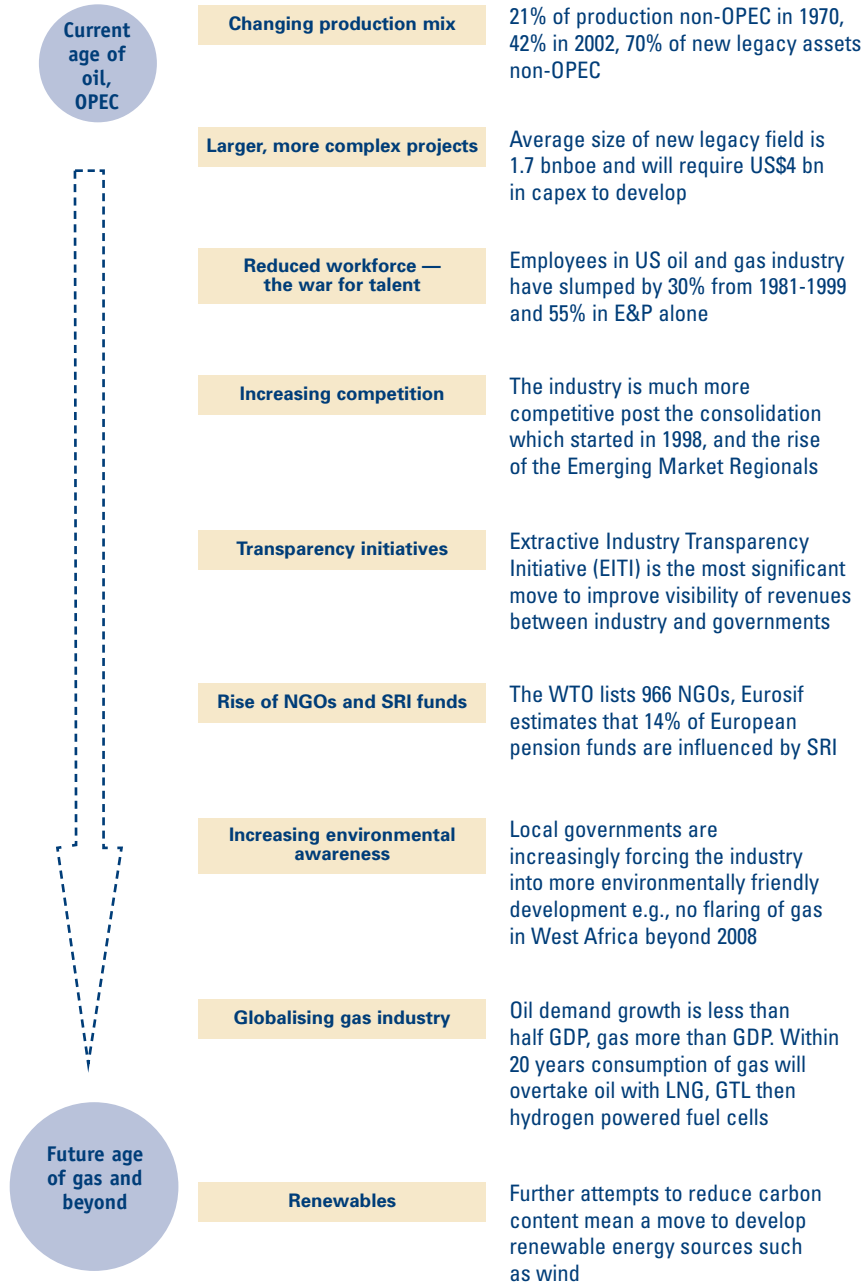 Current
age of
oil,
OPEC
Changing production mix
21% of production non-OPEC in 1970,
42% in 2002, 70% of new legacy assets
non-OPEC
Larger, more complex projects
Average size of new legacy field is
1.7 bnboe and will require US$4 bn
in capex to develop
Reduced workforce —
the war for talent
Employees in US oil and gas industry
have slumped by 30% from 1981-1999
and 55% in E&P alone
Increasing competition
The industry is much more
competitive post the consolidation
which started in 1998, and the rise
of the Emerging Market Regionals
Transparency initiatives
Extractive Industry Transparency
Initiative (EITI) is the most significant
move to improve visibility of revenues
between industry and governments
Rise of NGOs and SRI funds
The WTO lists 966 NGOs, Eurosif
estimates that 14% of European
pension funds are influenced by SRI
Increasing environmental
awareness
Local governments are
increasingly forcing the industry
into more environmentally friendly
development e.g., no flaring of gas
in West Africa beyond 2008
Globalising gas industry
Oil demand growth is less than
half GDP, gas more than GDP. Within
20 years consumption of gas will
overtake oil with LNG, GTL then
hydrogen powered fuel cells
Future age
of gas and
beyond
Renewables
Further attempts to reduce carbon
content mean a move to develop
renewable energy sources such
as wind